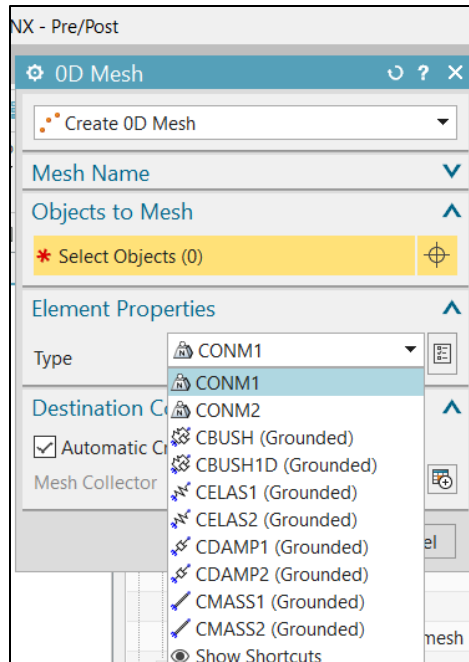 NX - Pre/Post
0D Mesh
?
Create 0D Mesh
Mesh Name
Objects to Mesh
* Select Objects (0)
Element Properties
Type
CONM1
CONM1
CONM2
CBUSH (Grounded)
CBUSH1D (Grounded)
CELAS1 (Grounded)
CELAS2 (Grounded)
CDAMP1 (Grounded)
CDAMP2 (Grounded)
CMASS1 (Grounded)
CMASS2 (Grounded)
Show Shortcuts
Destination Co
Automatic Cr
Mesh Collector
el
mesh